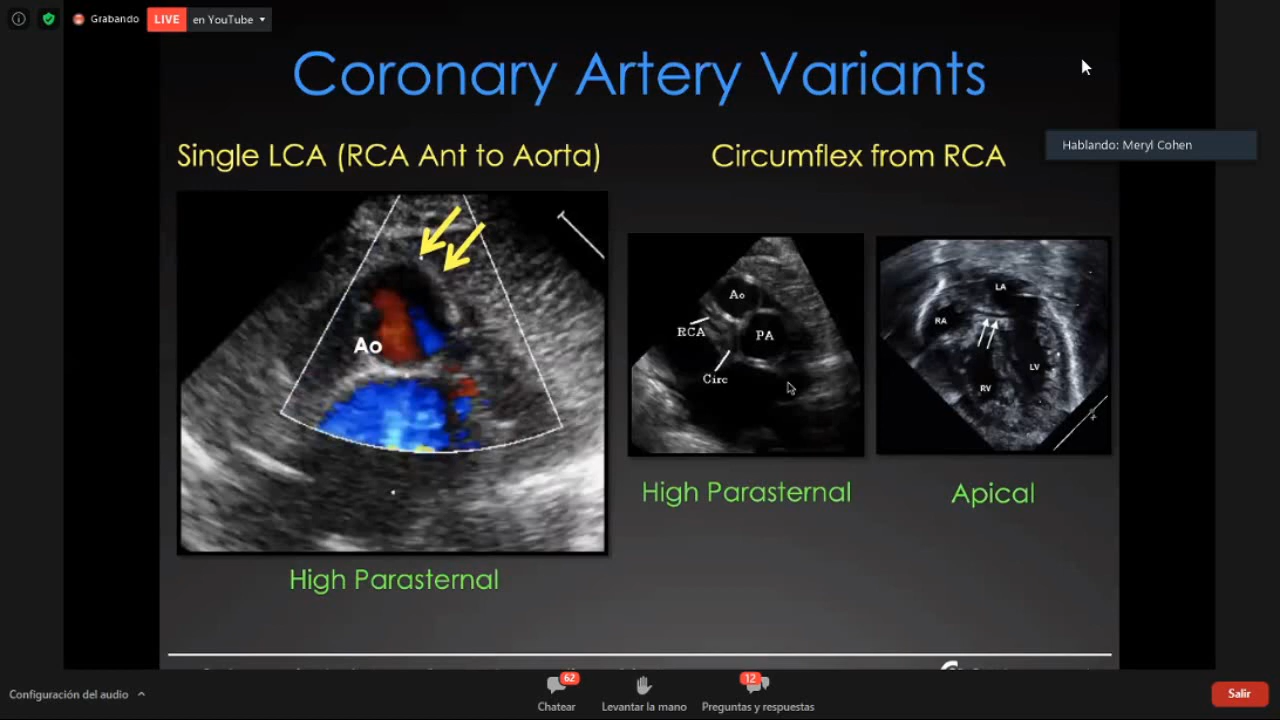 Grabando
LIVE en YouTube
Coronary Artery Variants
Hablando: Meryl Cohen
Single LCA (RCA Ant to Aorta)
Circumflex from RCA
Ao
High Parasternal
Ao
RCA
PA
Circ
High Parasternal
LA
RA
LV
RV
Apical
Configuración del audio
62
Chatear
Levantar la mano
12
Preguntas y respuestas
Salir